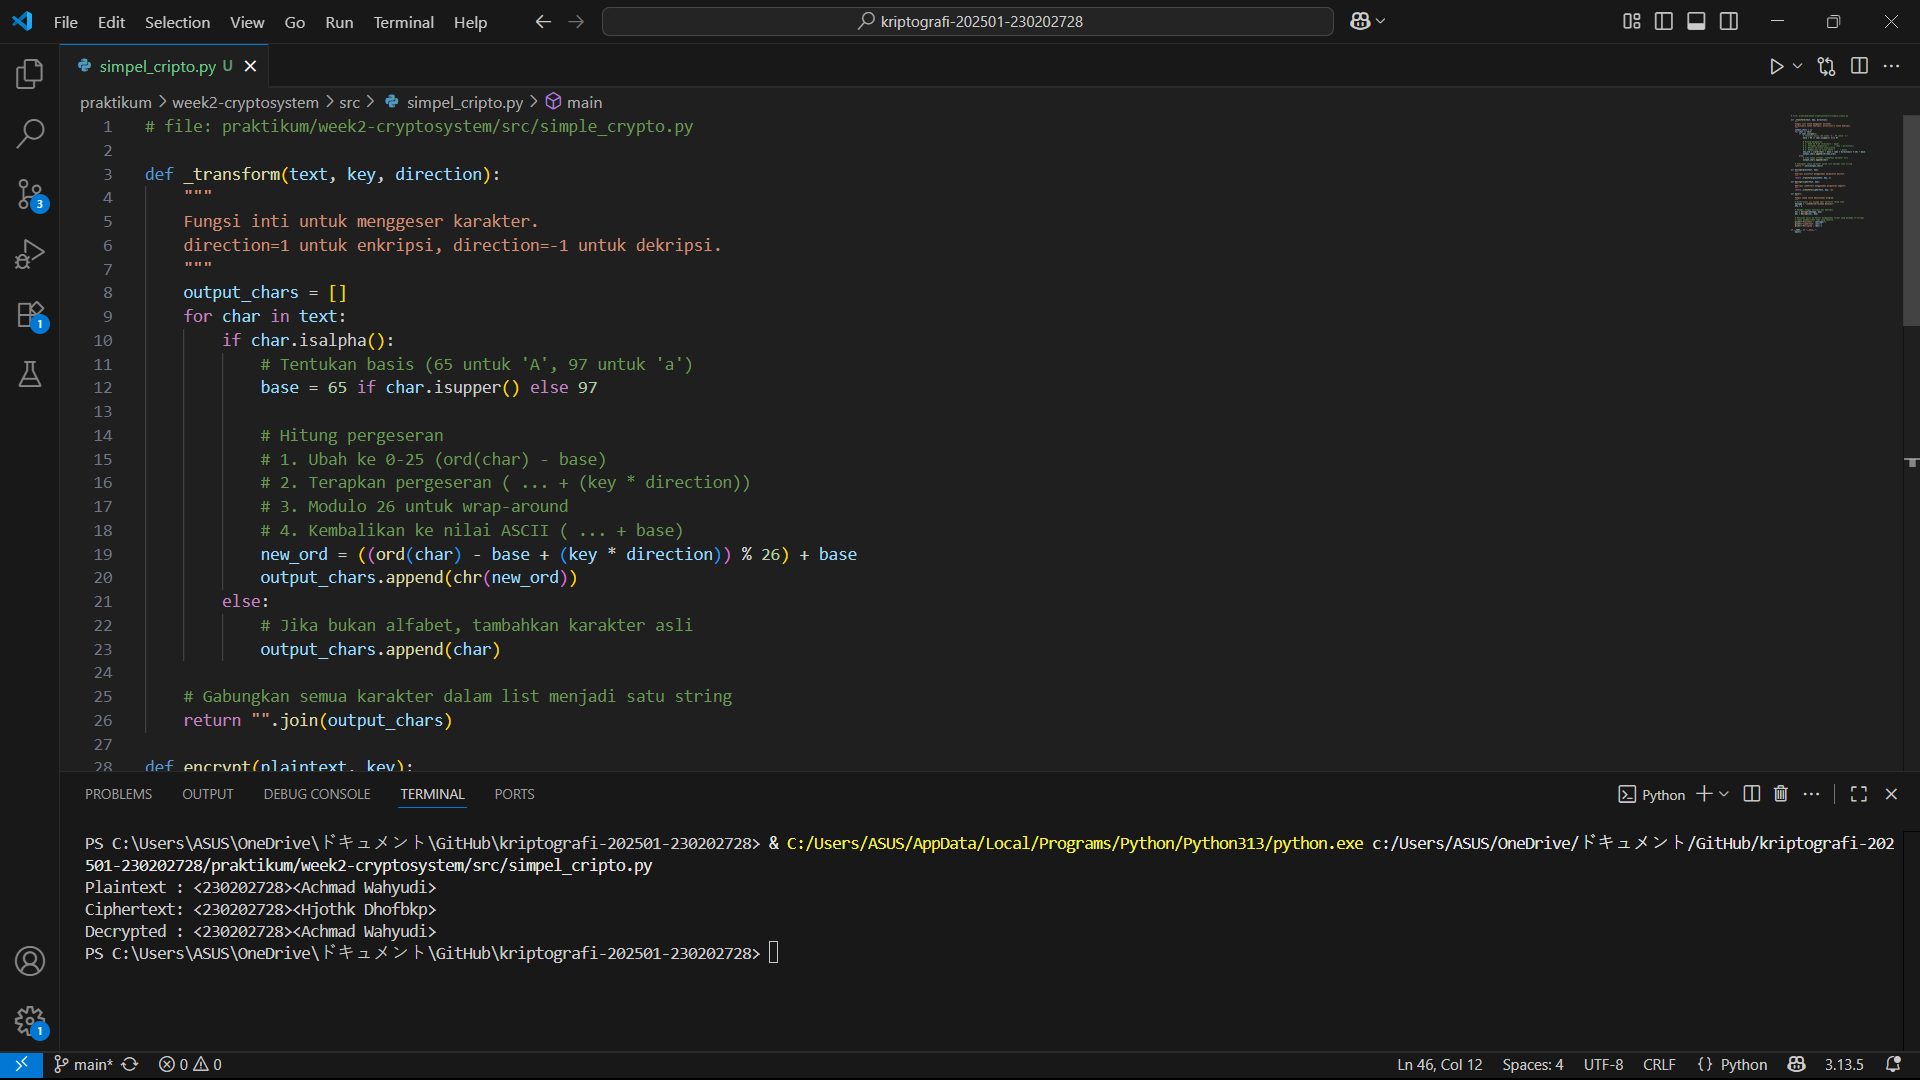 File Edit Selection View Go Run Terminal Help
kriptografi-202501-230202728
simpel_cripto.py U
praktikum > week2-cryptosystem > src > simpel_cripto.py > main
1 # file: praktikum/week2-cryptosystem/src/simple_crypto.py
2
3 def _transform(text, key, direction):
4 """
5 Fungsi inti untuk menggeser karakter.
6 direction=1 untuk enkripsi, direction=-1 untuk dekripsi.
7 """
8 output_chars = []
9 for char in text:
10 if char.isalpha():
11 # Tentukan basis (65 untuk 'A', 97 untuk 'a')
12 base = 65 if char.isupper() else 97
13
14 # Hitung pergeseran
15 # 1. Ubah ke 0-25 (ord(char) - base)
16 # 2. Terapkan pergeseran ( ... + (key * direction))
17 # 3. Modulo 26 untuk wrap-around
18 # 4. Kembalikan ke nilai ASCII ( ... + base)
19 new_ord = ((ord(char) - base + (key * direction)) % 26) + base
20 output_chars.append(chr(new_ord))
21 else:
22 # Jika bukan alfabet, tambahkan karakter asli
23 output_chars.append(char)
24
25 # Gabungkan semua karakter dalam list menjadi satu string
26 return "".join(output_chars)
27
28 def encrypt(plaintext, key):
3
1
1
PROBLEMS OUTPUT DEBUG CONSOLE TERMINAL PORTS
Python
PS C:\Users\ASUS\OneDrive\ドキュメント\GitHub\kriptografi-202501-230202728> & C:/Users/ASUS/AppData/Local/Programs/Python/Python313/python.exe c:/Users/ASUS/OneDrive/ドキュメント/GitHub/kriptografi-202
501-230202728/praktikum/week2-cryptosystem/src/simpel_cripto.py
Plaintext : <230202728><Achmad Wahyudi>
Ciphertext: <230202728><Hjothk Dhofbkp>
Decrypted : <230202728><Achmad Wahyudi>
PS C:\Users\ASUS\OneDrive\ドキュメント\GitHub\kriptografi-202501-230202728>
main* 0 0 Ln 46, Col 12 Spaces: 4 UTF-8 CRLF {} Python 3.13.5